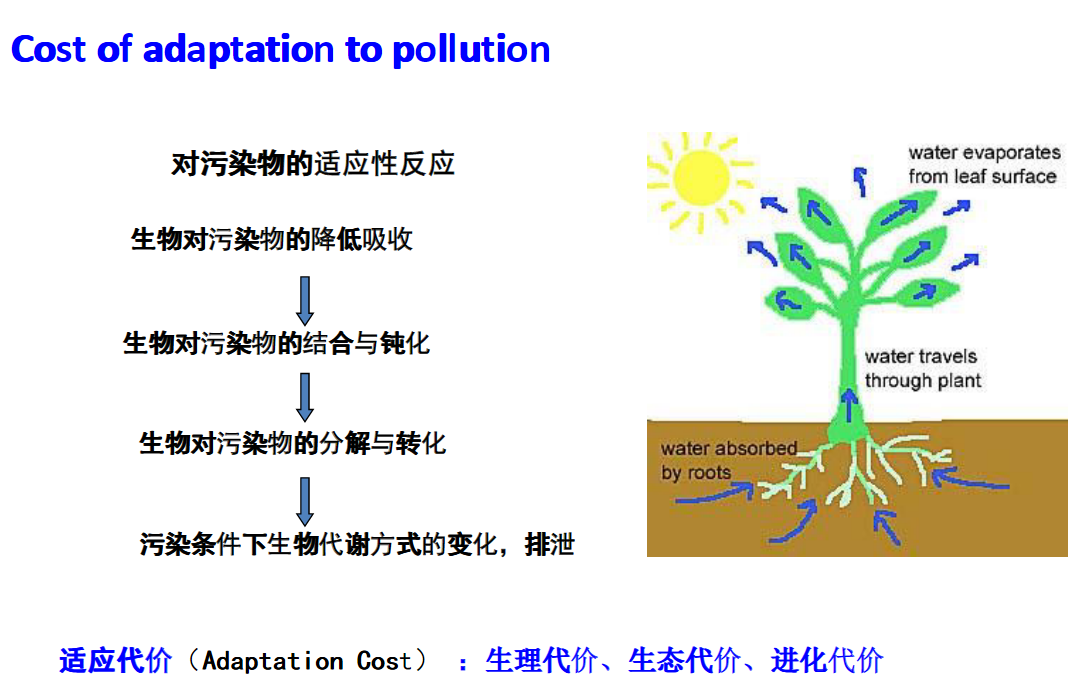 Cost of adaptation to pollution
对污染物的适应性反应
生物对污染物的降低吸收
生物对污染物的结合与钝化
生物对污染物的分解与转化
污染条件下生物代谢方式的变化，排泄
water evaporates
from leaf surface
water travels
through plant
water absorbed
by roots
适应代价（Adaptation Cost）：生理代价、生态代价、进化代价